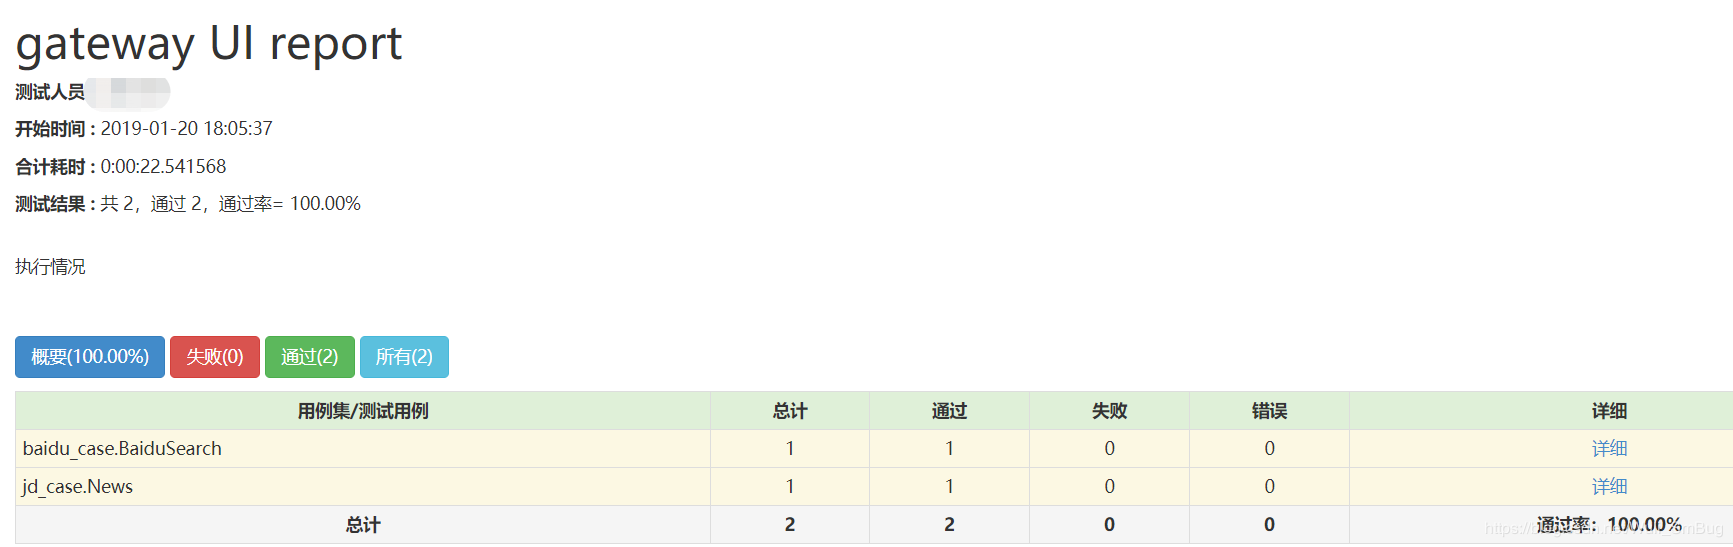 gateway UI report
测试人员
开始时间 : 2019-01-20 18:05:37
合计耗时 : 0:00:22.541568
测试结果 : 共 2，通过 2，通过率= 100.00%
执行情况
概要(100.00%) 失败(0) 通过(2) 所有(2)
用例集/测试用例 总计 通过 失败 错误 详细
baidu_case.BaiduSearch 1 1 0 0 详细
jd_case.News 1 1 0 0 详细
总计 2 2 0 0 通过率：100.00%